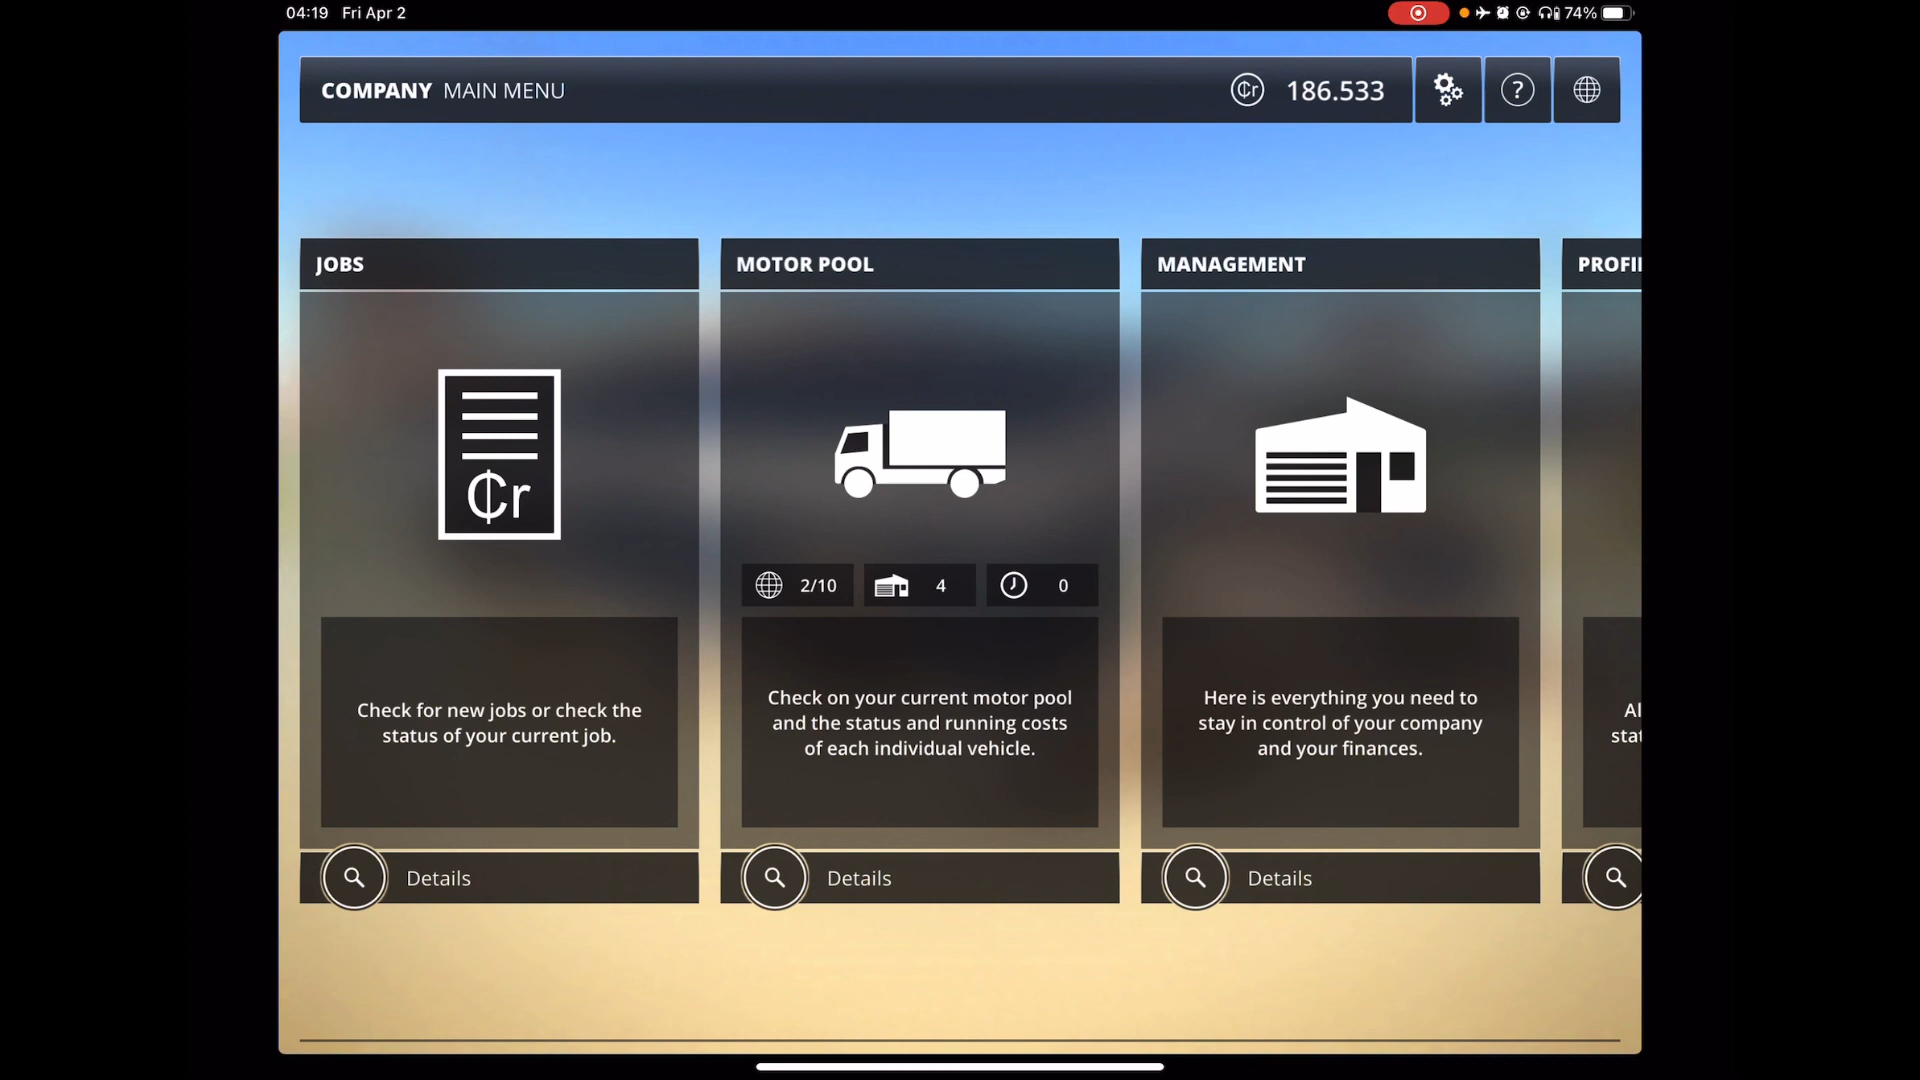 04:19 Fri Apr 2
74%
COMPANY MAIN MENU
₢r 186.533
?
JOBS
MOTOR POOL
MANAGEMENT
PROFI
₢r
2/10
4
0
Check for new jobs or check the
status of your current job.
Check on your current motor pool
and the status and running costs
of each individual vehicle.
Here is everything you need to
stay in control of your company
and your finances.
Al
stat
Details
Details
Details